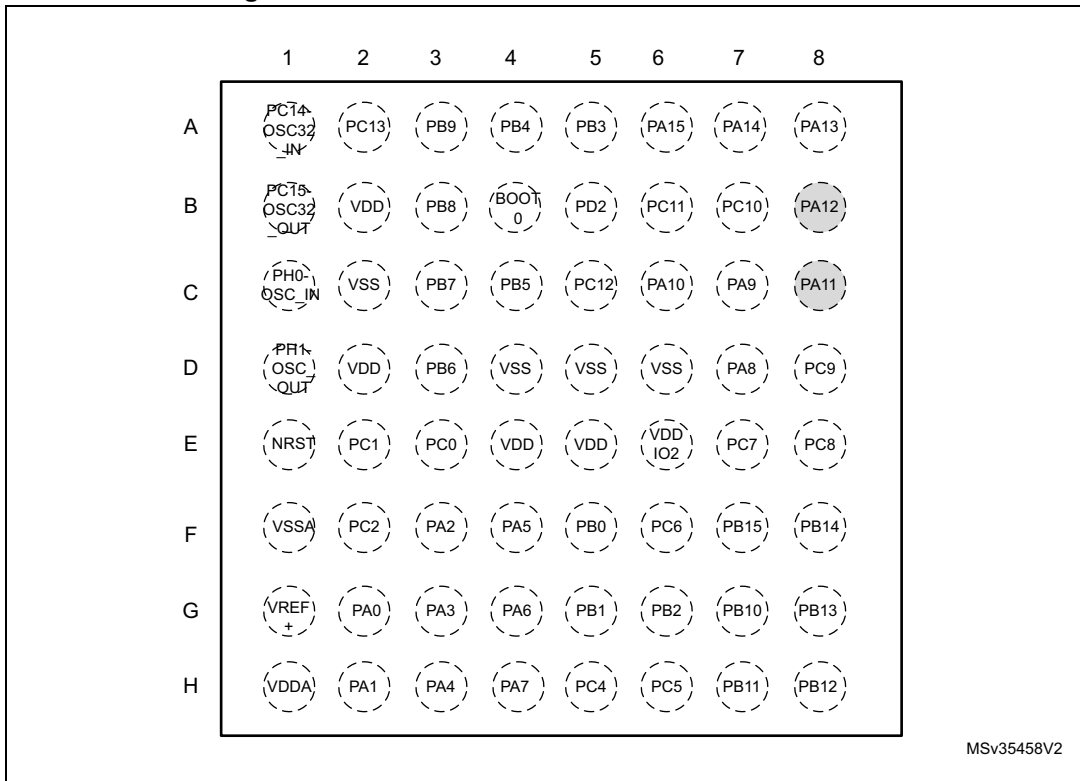 1 2 3 4 5 6 7 8
A PC14-OSC32_IN PC13 PB9 PB4 PB3 PA15 PA14 PA13
B PC15-OSC32_OUT VDD PB8 BOOT0 PD2 PC11 PC10 PA12
C PH0-OSC_IN VSS PB7 PB5 PC12 PA10 PA9 PA11
D PH1-OSC_OUT VDD PB6 VSS VSS VSS PA8 PC9
E NRST PC1 PC0 VDD VDD VDDIO2 PC7 PC8
F VSSA PC2 PA2 PA5 PB0 PC6 PB15 PB14
G VREF+ PA0 PA3 PA6 PB1 PB2 PB10 PB13
H VDDA PA1 PA4 PA7 PC4 PC5 PB11 PB12
MSv35458V2